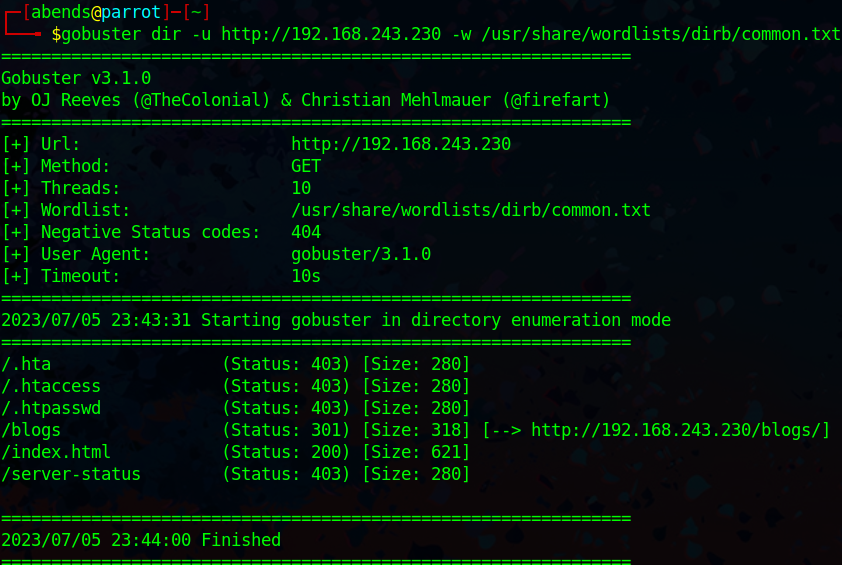 ┌─[abends@parrot]─[~]
└──╼ $gobuster dir -u http://192.168.243.230 -w /usr/share/wordlists/dirb/common.txt
===============================================================
Gobuster v3.1.0
by OJ Reeves (@TheColonial) & Christian Mehlmauer (@firefart)
===============================================================
[+] Url:                     http://192.168.243.230
[+] Method:                  GET
[+] Threads:                 10
[+] Wordlist:                /usr/share/wordlists/dirb/common.txt
[+] Negative Status codes:   404
[+] User Agent:              gobuster/3.1.0
[+] Timeout:                 10s
===============================================================
2023/07/05 23:43:31 Starting gobuster in directory enumeration mode
===============================================================
/.hta                 (Status: 403) [Size: 280]
/.htaccess            (Status: 403) [Size: 280]
/.htpasswd            (Status: 403) [Size: 280]
/blogs                (Status: 301) [Size: 318] [--> http://192.168.243.230/blogs/]
/index.html           (Status: 200) [Size: 621]
/server-status        (Status: 403) [Size: 280]
===============================================================
2023/07/05 23:44:00 Finished
===============================================================